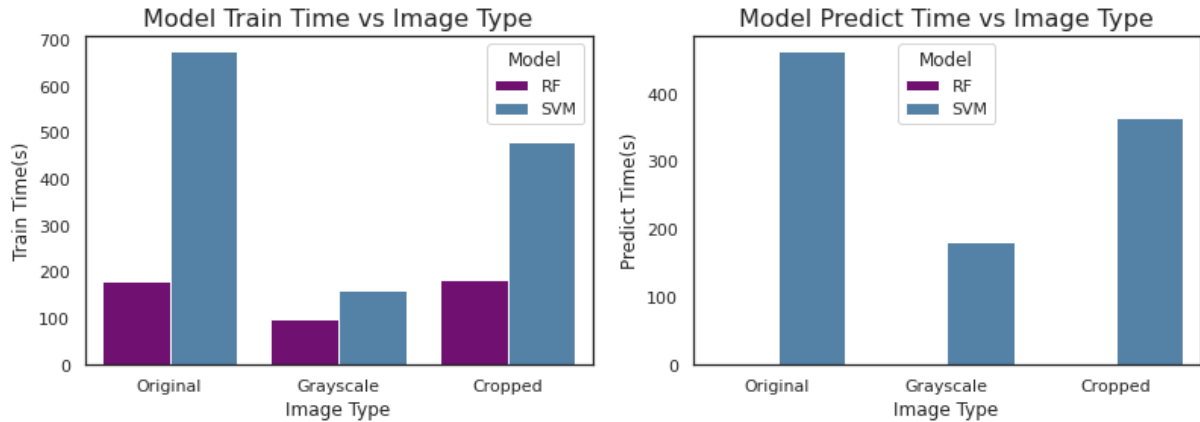 Model Train Time vs Image Type
Train Time(s)
700
600
500
400
300
200
100
0
Model
RF
SVM
Original
Grayscale
Cropped
Image Type
Model Predict Time vs Image Type
Predict Time(s)
400
300
200
100
0
Model
RF
SVM
Original
Grayscale
Cropped
Image Type